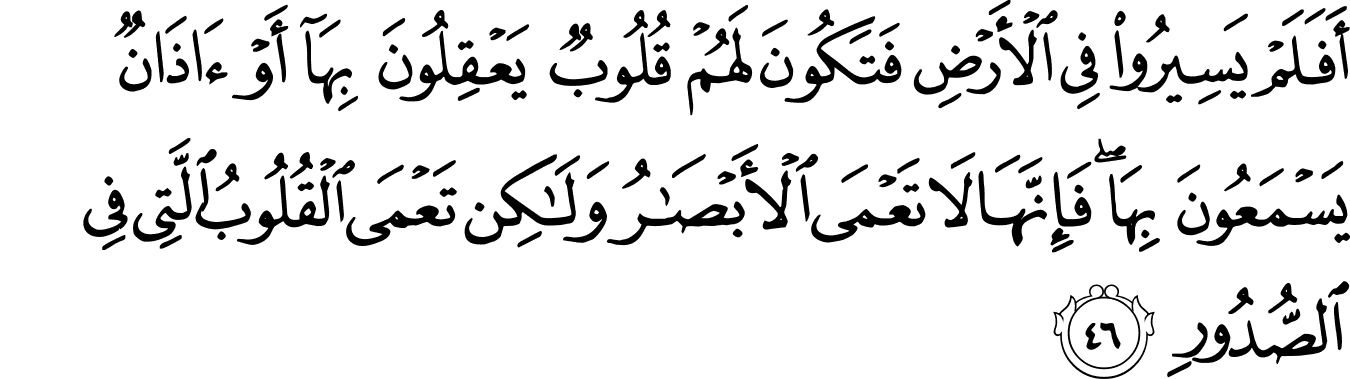 أَفَلَمْ يَسِيرُوا۟ فِى ٱلْأَرْضِ فَتَكُونَ لَهُمْ قُلُوبٌ يَعْقِلُونَ بِهَآ أَوْ ءَاذَانٌ
يَسْمَعُونَ بِهَا ۖ فَإِنَّهَا لَا تَعْمَى ٱلْأَبْصَـٰرُ وَلَـٰكِن تَعْمَى ٱلْقُلُوبُ ٱلَّتِى فِى
ٱلصُّدُورِ ٤٦